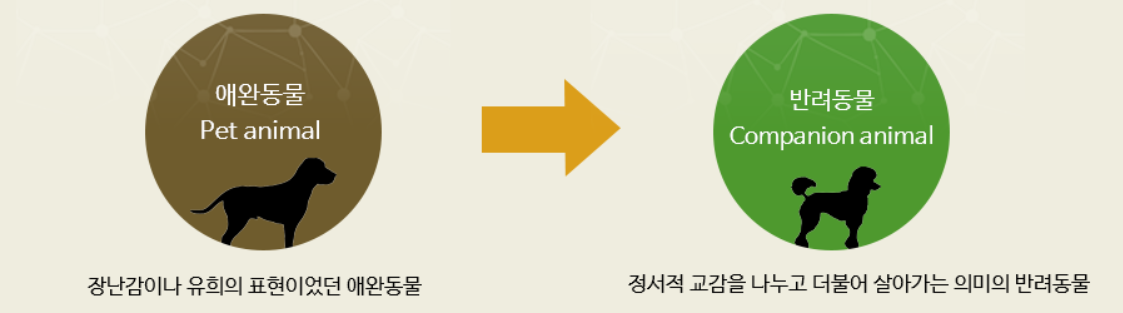 애완동물
Pet animal
반려동물
Companion animal
장난감이나 유희의 표현이었던 애완동물
정서적 교감을 나누고 더불어 살아가는 의미의 반려동물